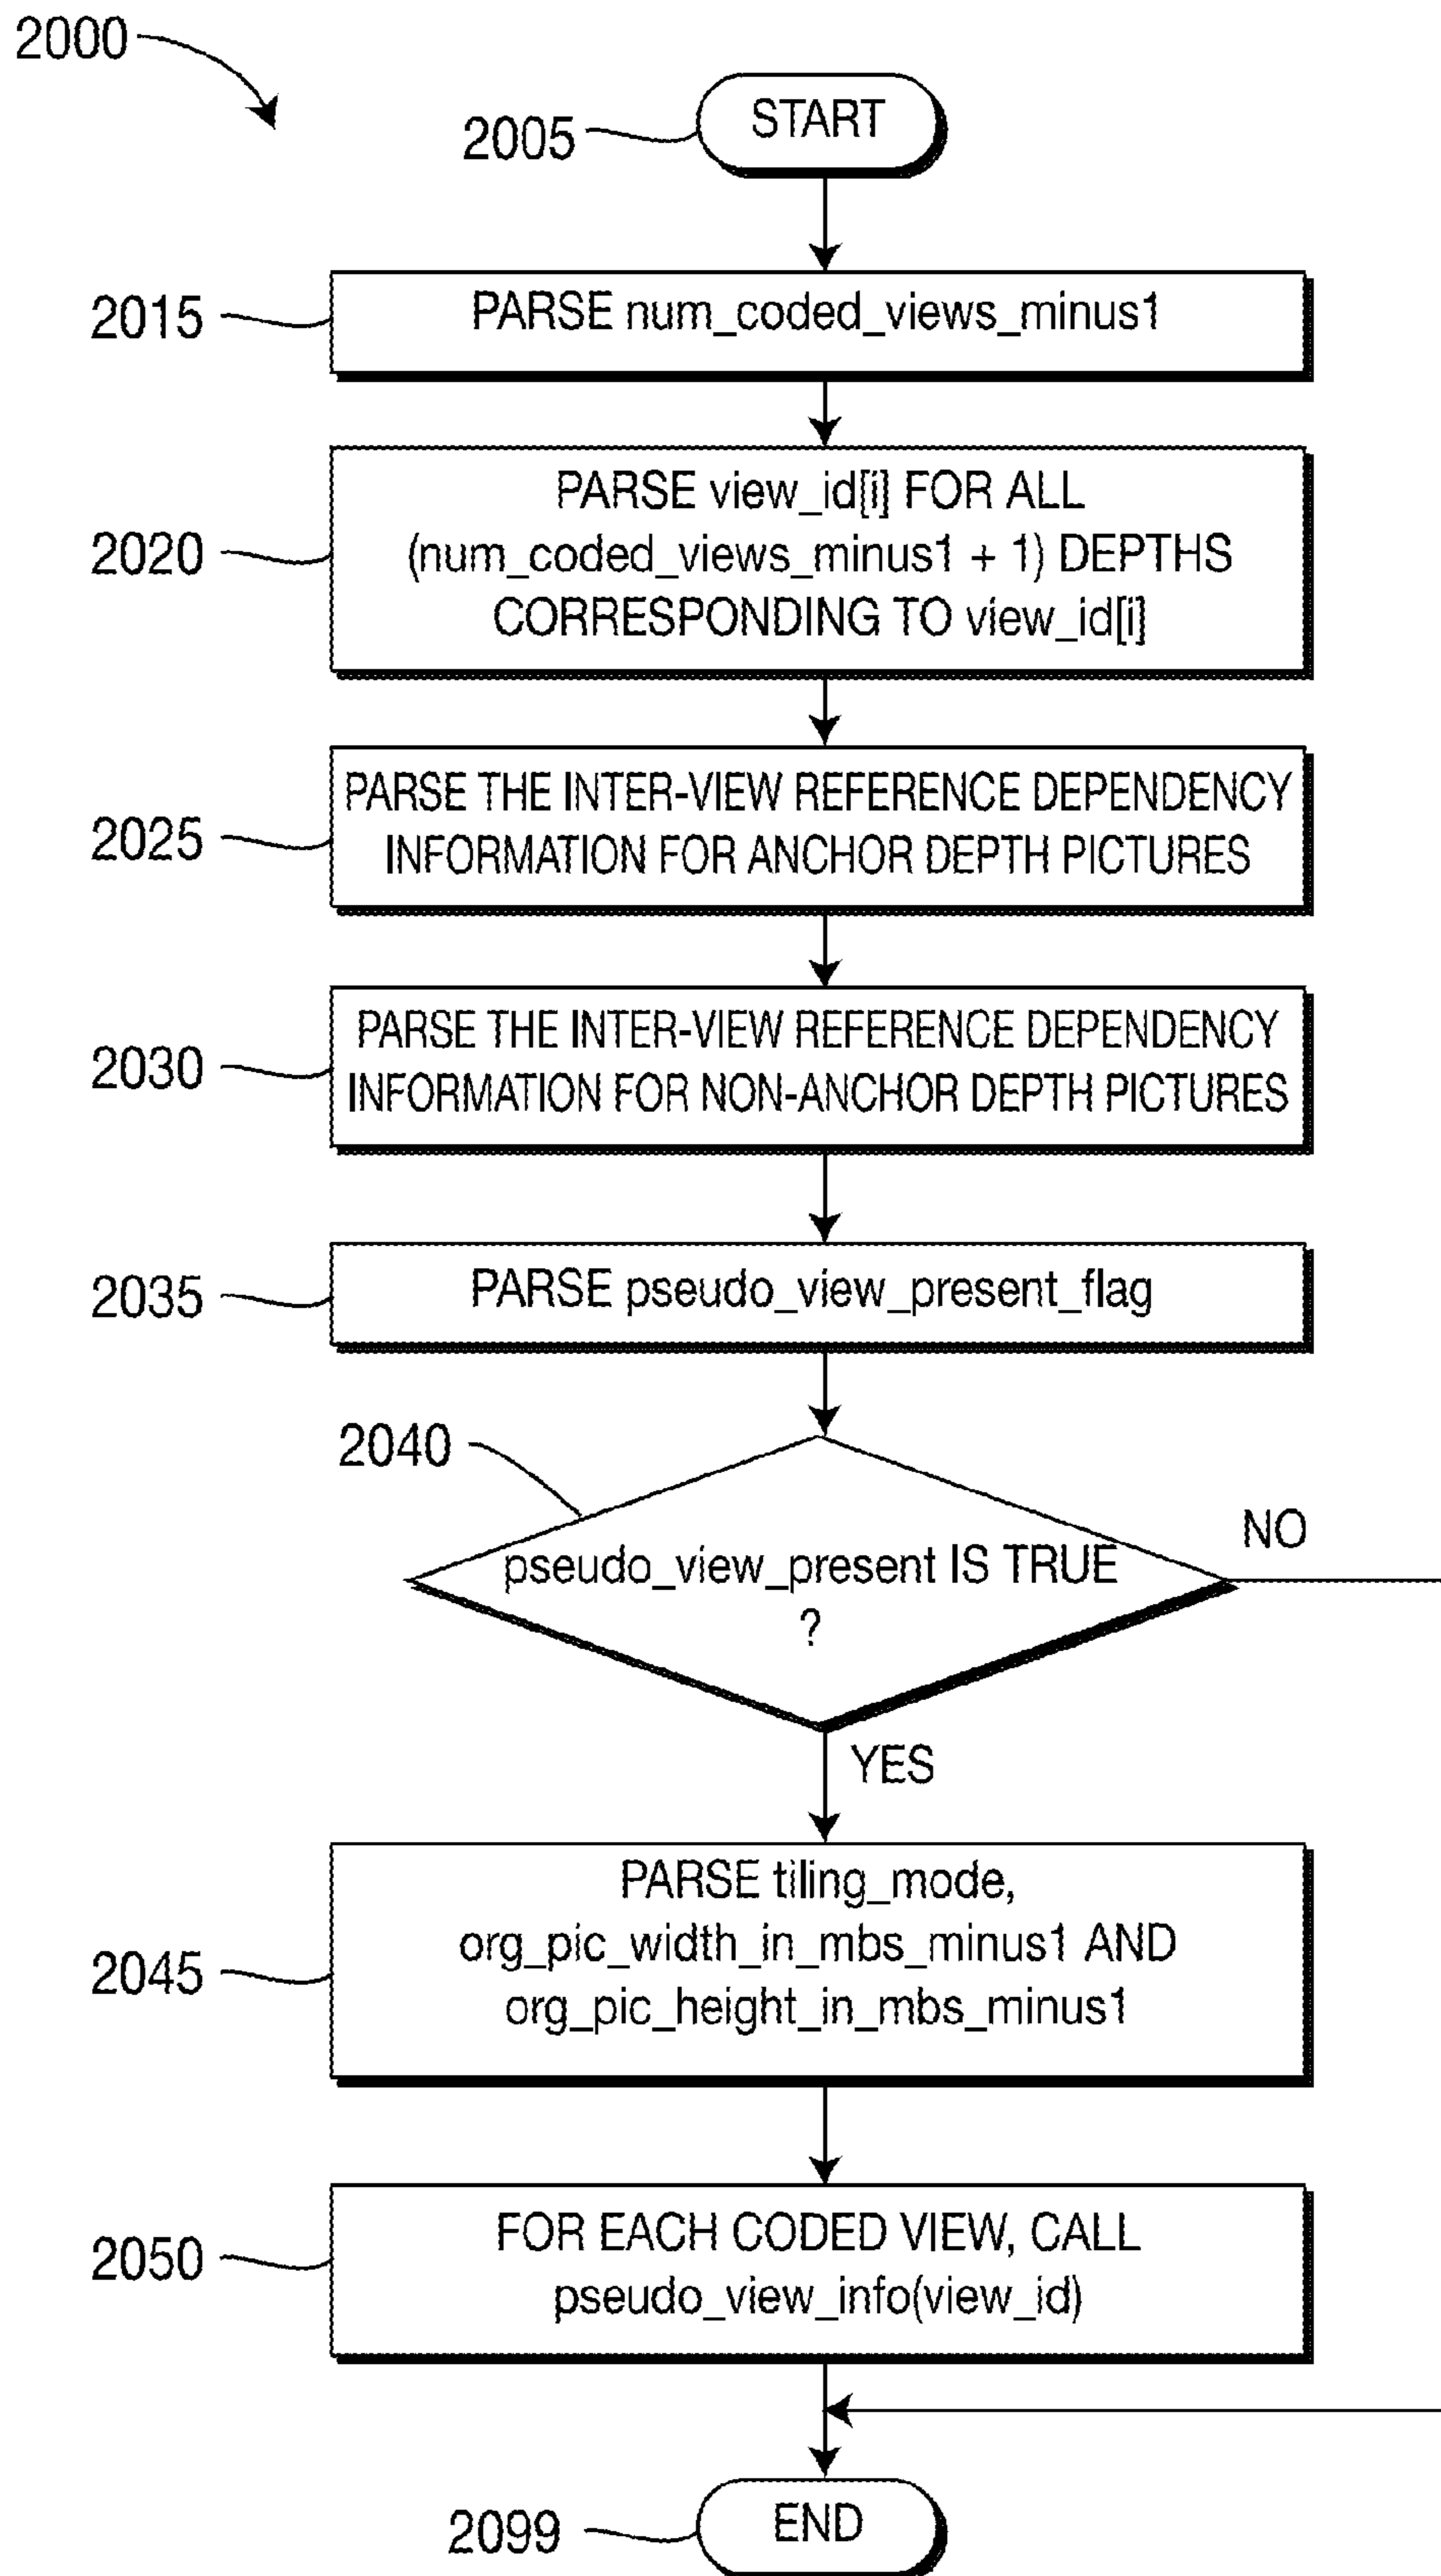 2000
2005
START
2015
PARSE num_coded_views_minus1
2020
PARSE view_id[i] FOR ALL
(num_coded_views_minus1 + 1) DEPTHS
CORRESPONDING TO view_id[i]
2025
PARSE THE INTER-VIEW REFERENCE DEPENDENCY
INFORMATION FOR ANCHOR DEPTH PICTURES
2030
PARSE THE INTER-VIEW REFERENCE DEPENDENCY
INFORMATION FOR NON-ANCHOR DEPTH PICTURES
2035
PARSE pseudo_view_present_flag
2040
NO
pseudo_view_present IS TRUE
?
YES
2045
PARSE tiling_mode,
org_pic_width_in_mbs_minus1 AND
org_pic_height_in_mbs_minus1
2050
FOR EACH CODED VIEW, CALL
pseudo_view_info(view_id)
2099
END